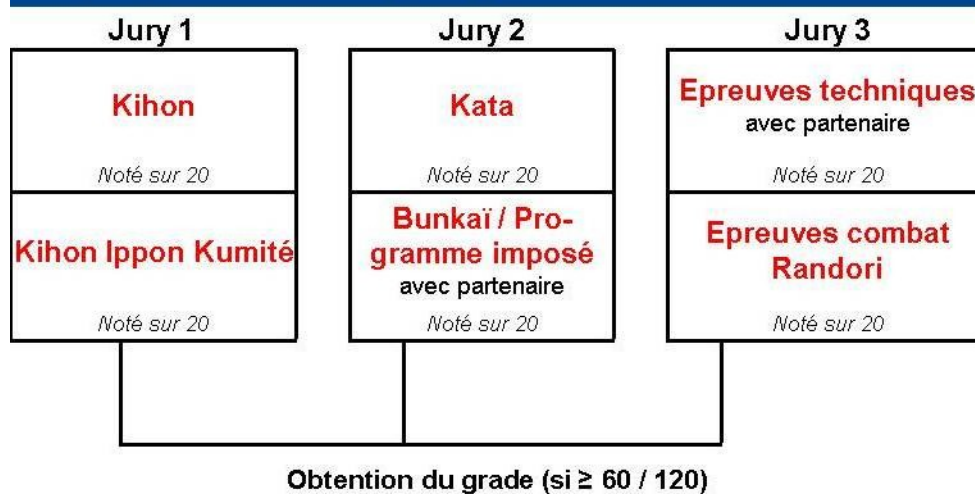 Jury 1
Kihon
Noté sur 20
Kihon Ippon Kumité
Noté sur 20
Jury 2
Kata
Noté sur 20
Bunkaï / Pro-
gramme imposé
avec partenaire
Noté sur 20
Jury 3
Epreuves techniques
avec partenaire
Noté sur 20
Epreuves combat
Randori
Noté sur 20
Obtention du grade (si ≥ 60 / 120)